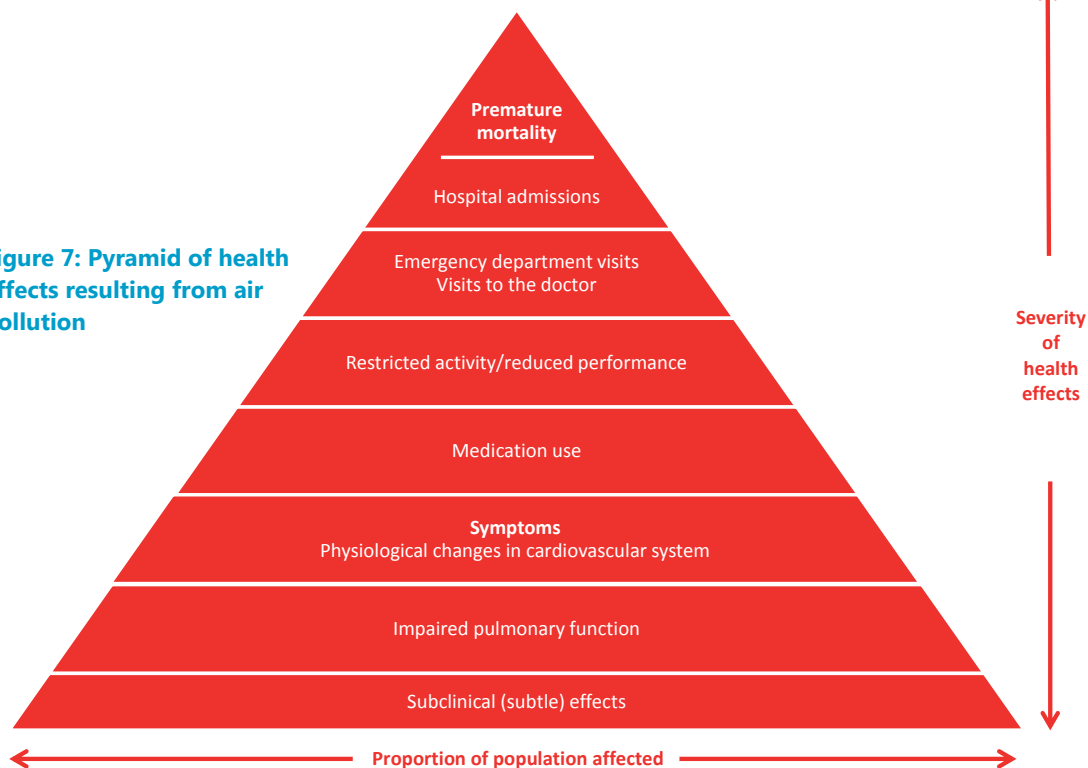 Premature
mortality
Hospital admissions
igure 7: Pyramid of health
ffects resulting from air
ollution
Emergency department visits
Visits to the doctor
Restricted activity/reduced performance
Severity
of
health
effects
Medication use
Symptoms
Physiological changes in cardiovascular system
Impaired pulmonary function
Subclinical (subtle) effects
Proportion of population affected